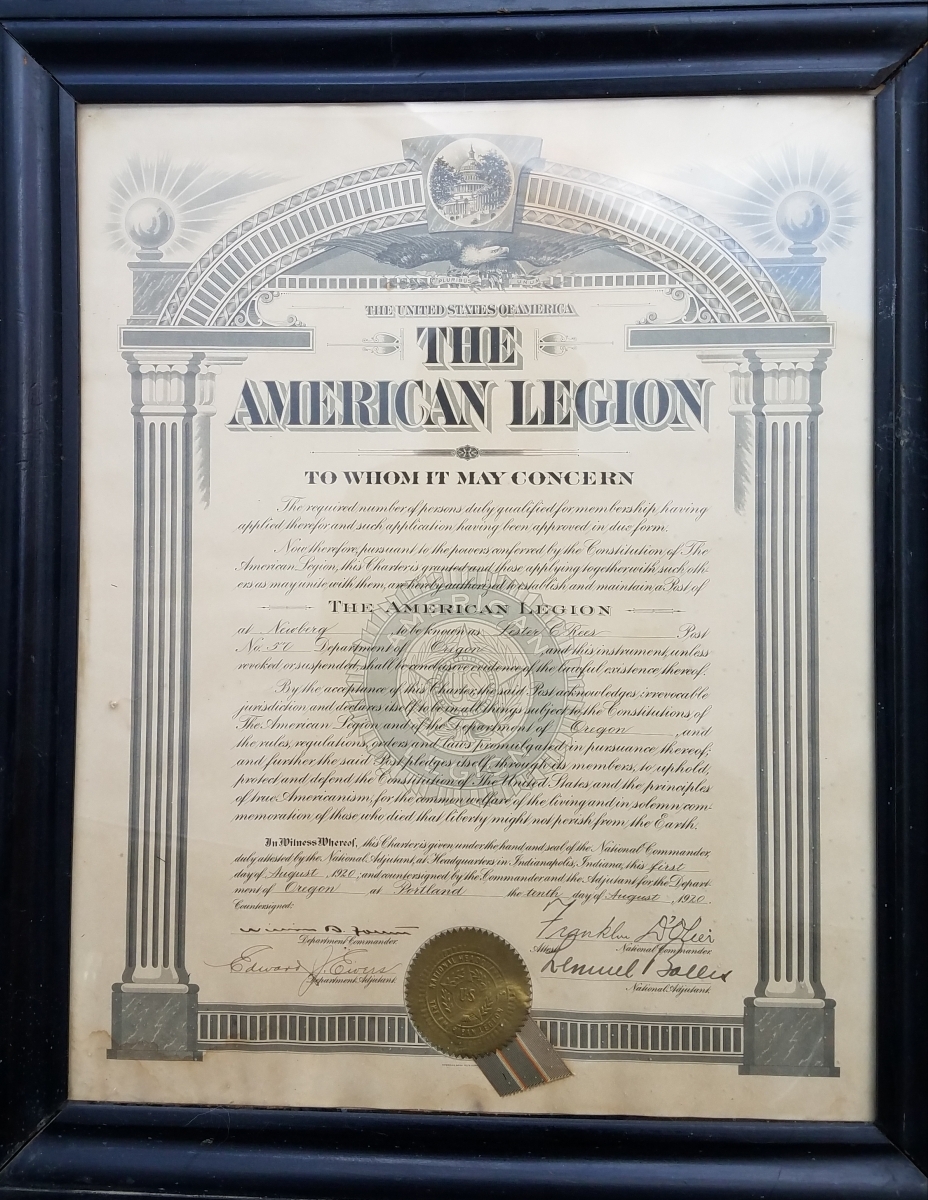 PLURIBUS UNUM
THE UNITED STATES OF AMERICA
THE
AMERICAN LEGION
TO WHOM IT MAY CONCERN
The required number of persons duly qualified for membership having
applied therefor and such application having been approved in due form.
Now therefore, pursuant to the powers conferred by the Constitution of The
American Legion, this Charter is granted and those applying together with such oth-
ers as may unite with them, are hereby authorized to establish and maintain a Post of
THE AMERICAN LEGION
at Newberg to be known as Lester C Rees Post
No. 57 Department of Oregon and this instrument, unless
revoked or suspended, shall be conclusive evidence of the lawful existence thereof.
By the acceptance of this Charter, the said Post acknowledges irrevocable
jurisdiction and declares itself to be in all things subject to the Constitutions of
The American Legion and of the Department of Oregon, and
the rules, regulations, orders and laws promulgated in pursuance thereof;
and further the said Post pledges itself, through its members, to uphold,
protect and defend the Constitution of The United States and the principles
of true Americanism, for the common welfare of the living and in solemn com-
memoration of those who died that liberty might not perish from the Earth.
In Witness Whereof, this Charter is given under the hand and seal of the National Commander,
duly attested by the National Adjutant, at Headquarters in Indianapolis, Indiana, this first
day of August, 1920; and countersigned by the Commander and the Adjutant for the Depart-
ment of Oregon at Portland the tenth day of August, 1920.
Countersigned:
William B. Follett
Department Commander
Edward J. Eivers
Department Adjutant
Franklin D'Olier
Attest
National Commander
Lemuel Bolles
National Adjutant
AMERICAN
US
LEGION